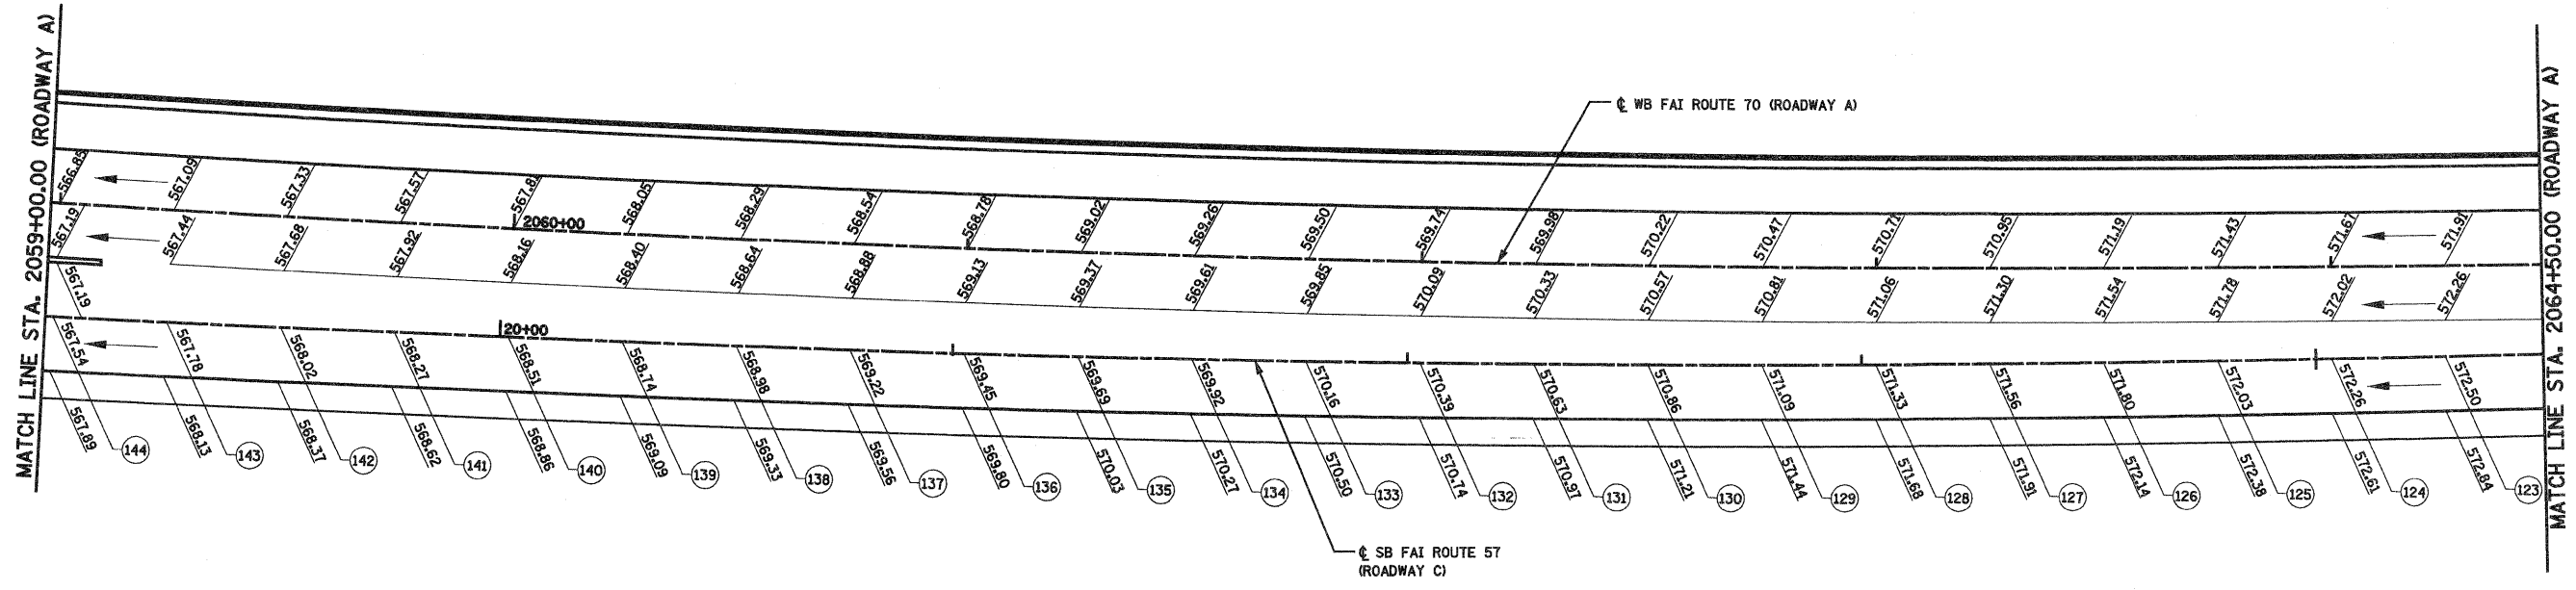 MATCH LINE STA. 2059+00.00 (ROADWAY A)
℄ WB FAI ROUTE 70 (ROADWAY A)
566.85 567.09 567.33 567.57 567.81 568.05 568.29 568.54 568.78 569.02 569.26 569.50 569.74 569.98 570.22 570.47 570.71 570.95 571.19 571.43 571.67 571.91
2060+00
567.19 567.44 567.68 567.92 568.16 568.40 568.64 568.88 569.13 569.37 569.61 569.85 570.09 570.33 570.57 570.81 571.06 571.30 571.54 571.78 572.02 572.26
567.19
20+00
567.54 567.78 568.02 568.27 568.51 568.74 568.98 569.22 569.45 569.69 569.92 570.16 570.39 570.63 570.86 571.09 571.33 571.56 571.80 572.03 572.26 572.50
567.89 568.13 568.37 568.62 568.86 569.09 569.33 569.56 569.80 570.03 570.27 570.50 570.74 570.97 571.21 571.44 571.68 571.91 572.14 572.38 572.61 572.84
144 143 142 141 140 139 138 137 136 135 134 133 132 131 130 129 128 127 126 125 124 123
℄ SB FAI ROUTE 57
(ROADWAY C)
MATCH LINE STA. 2064+50.00 (ROADWAY A)